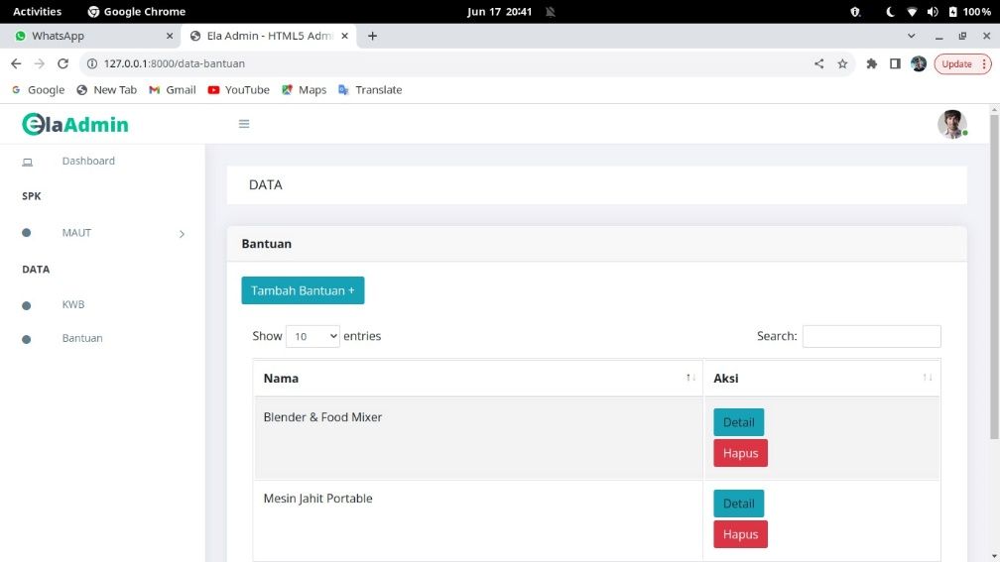 Activities Google Chrome Jun 17 20:41 100%
WhatsApp Ela Admin - HTML5 Admi
127.0.0.1:8000/data-bantuan Update
Google New Tab Gmail YouTube Maps Translate
elaAdmin
Dashboard
SPK
MAUT
DATA
KWB
Bantuan
DATA
Bantuan
Tambah Bantuan +
Show 10 entries Search:
Nama Aksi
Blender & Food Mixer Detail
Hapus
Mesin Jahit Portable Detail
Hapus